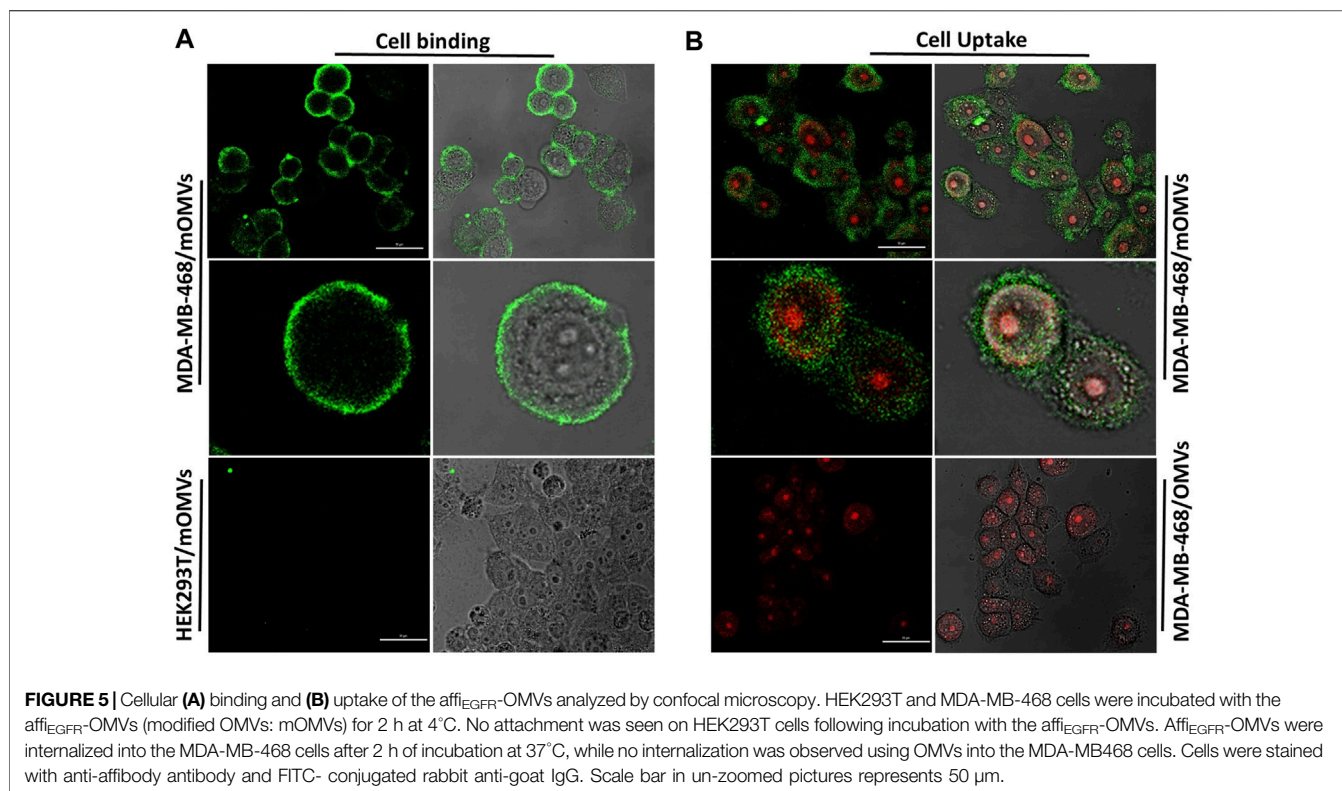 A
Cell binding
B
Cell Uptake
MDA-MB-468/mOMVs
HEK293T/mOMVs
MDA-MB-468/mOMVs
MDA-MB-468/OMVs
FIGURE 5 | Cellular (A) binding and (B) uptake of the affiEGFR-OMVs analyzed by confocal microscopy. HEK293T and MDA-MB-468 cells were incubated with the
affiEGFR-OMVs (modified OMVs: mOMVs) for 2 h at 4°C. No attachment was seen on HEK293T cells following incubation with the affiEGFR-OMVs. AffiEGFR-OMVs were
internalized into the MDA-MB-468 cells after 2 h of incubation at 37°C, while no internalization was observed using OMVs into the MDA-MB468 cells. Cells were stained
with anti-affibody antibody and FITC- conjugated rabbit anti-goat IgG. Scale bar in un-zoomed pictures represents 50 μm.